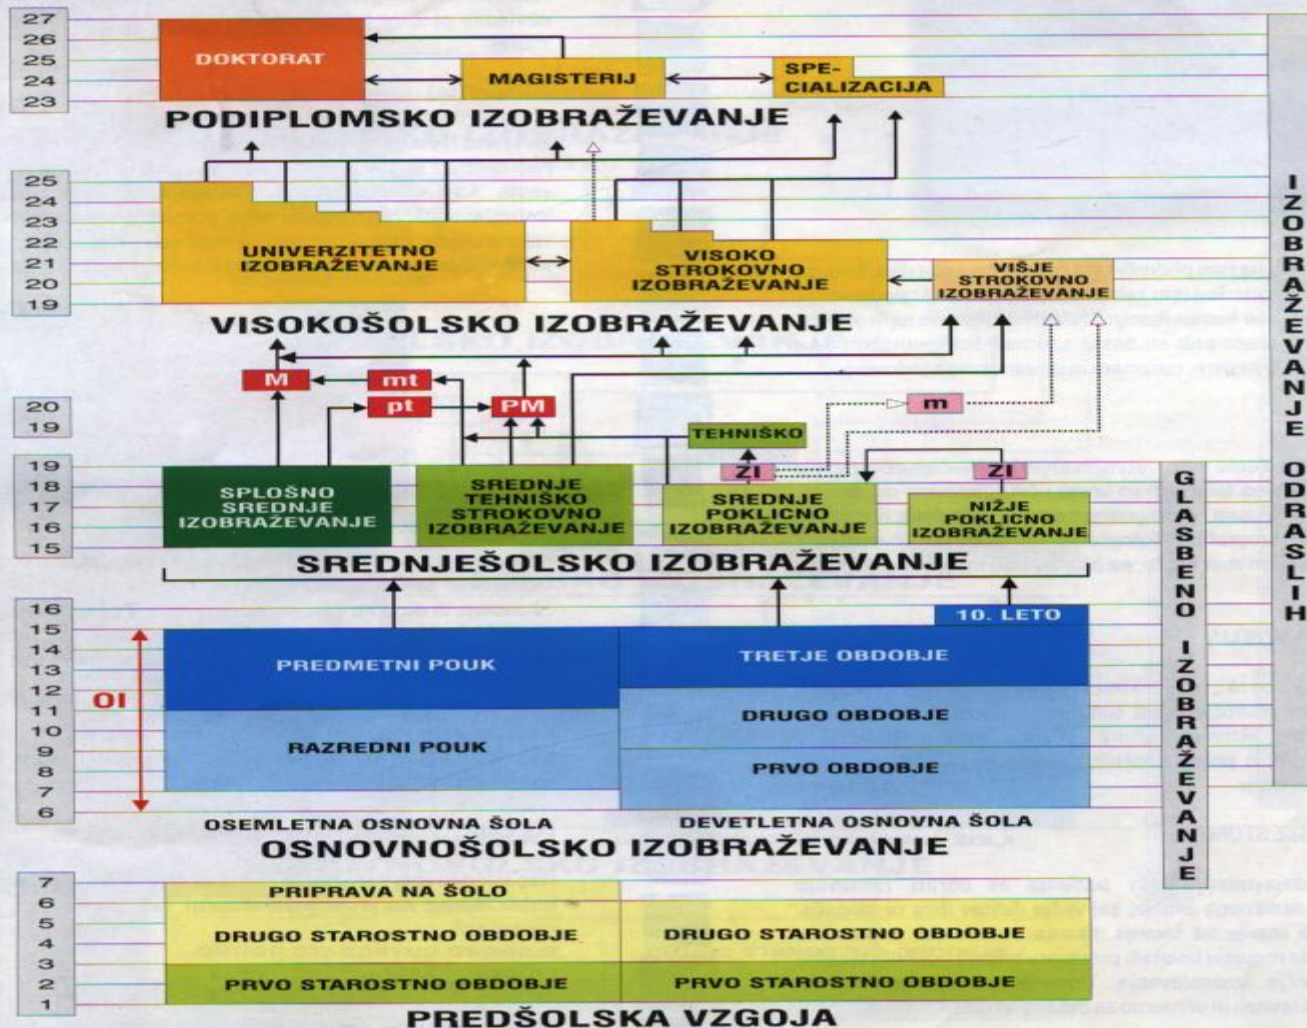 27
26
25
24
23
DOKTORAT
MAGISTERIJ
SPE-
CIALIZACIJA
PODIPLOMSKO IZOBRAŽEVANJE
25
24
23
22
21
20
19
UNIVERZITETNO
IZOBRAŽEVANJE
VISOKO
STROKOVNO
IZOBRAŽEVANJE
VIŠJE
STROKOVNO
IZOBRAŽEVANJE
VISOKOŠOLSKO IZOBRAŽEVANJE
M
mt
pt
PM
m
20
19
TEHNIŠKO
ZI
ZI
19
18
17
16
15
SPLOŠNO
SREDNJE
IZOBRAŽEVANJE
SREDNJE
TEHNIŠKO
STROKOVNO
IZOBRAŽEVANJE
SREDNJE
POKLICNO
IZOBRAŽEVANJE
NIŽJE
POKLICNO
IZOBRAŽEVANJE
SREDNJEŠOLSKO IZOBRAŽEVANJE
16
15
14
13
12
11
10
9
8
7
6
OI
10. LETO
PREDMETNI POUK
TRETJE OBDOBJE
RAZREDNI POUK
DRUGO OBDOBJE
PRVO OBDOBJE
OSEMLETNA OSNOVNA ŠOLA
DEVETLETNA OSNOVNA ŠOLA
OSNOVNOŠOLSKO IZOBRAŽEVANJE
7
6
5
4
3
2
1
PRIPRAVA NA ŠOLO
DRUGO STAROSTNO OBDOBJE
DRUGO STAROSTNO OBDOBJE
PRVO STAROSTNO OBDOBJE
PRVO STAROSTNO OBDOBJE
PREDŠOLSKA VZGOJA
GLASBENO IZOBRAŽEVANJE
IZOBRAŽEVANJE ODRASLIH